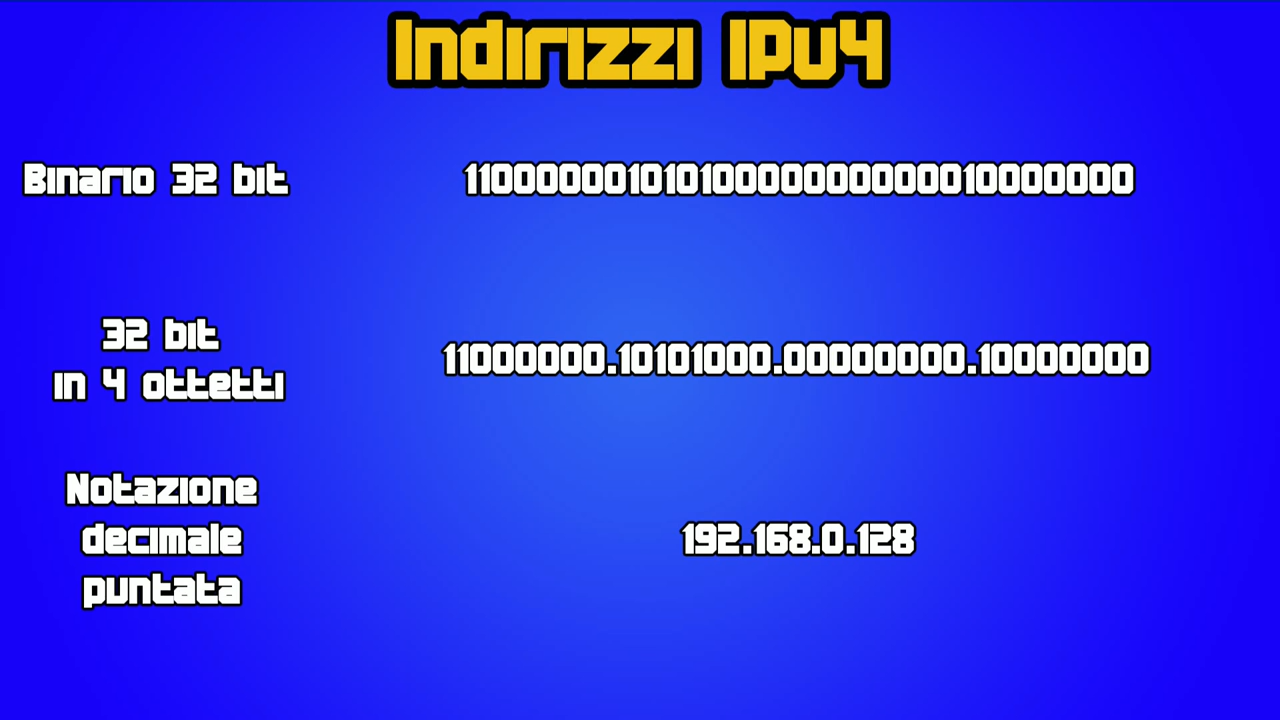 Indirizzi IPv4
Binario 32 bit
11000000101010000000000010000000
32 bit
in 4 ottetti
11000000.10101000.00000000.10000000
Notazione
decimale
puntata
192.168.0.128